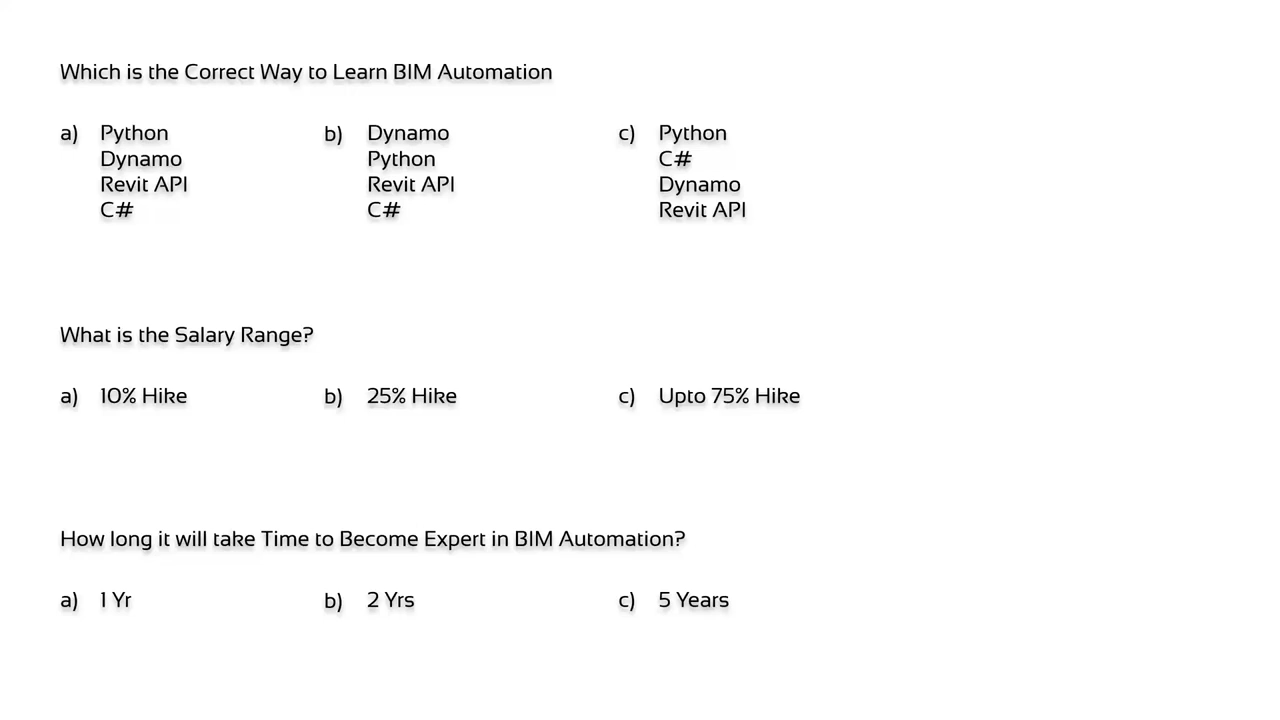 Which is the Correct Way to Learn BIM Automation
a) Python b) Dynamo c) Python
Dynamo Python C#
Revit API Revit API Dynamo
C# C# Revit API
What is the Salary Range?
a) 10% Hike b) 25% Hike c) Upto 75% Hike
How long it will take Time to Become Expert in BIM Automation?
a) 1 Yr b) 2 Yrs c) 5 Years